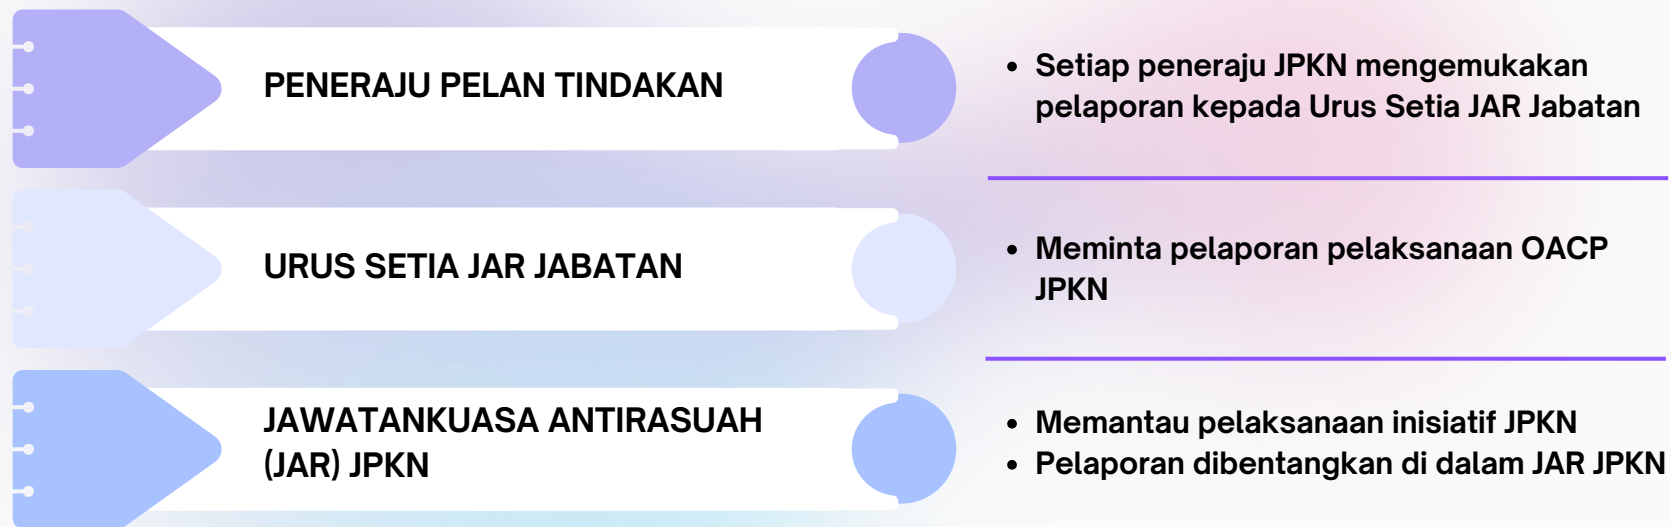 PENERAJU PELAN TINDAKAN
• Setiap peneraju JPKN mengemukakan
pelaporan kepada Urus Setia JAR Jabatan
URUS SETIA JAR JABATAN
• Meminta pelaporan pelaksanaan OACP
JPKN
JAWATANKUASA ANTIRASUAH
(JAR) JPKN
• Memantau pelaksanaan inisiatif JPKN
• Pelaporan dibentangkan di dalam JAR JPKN